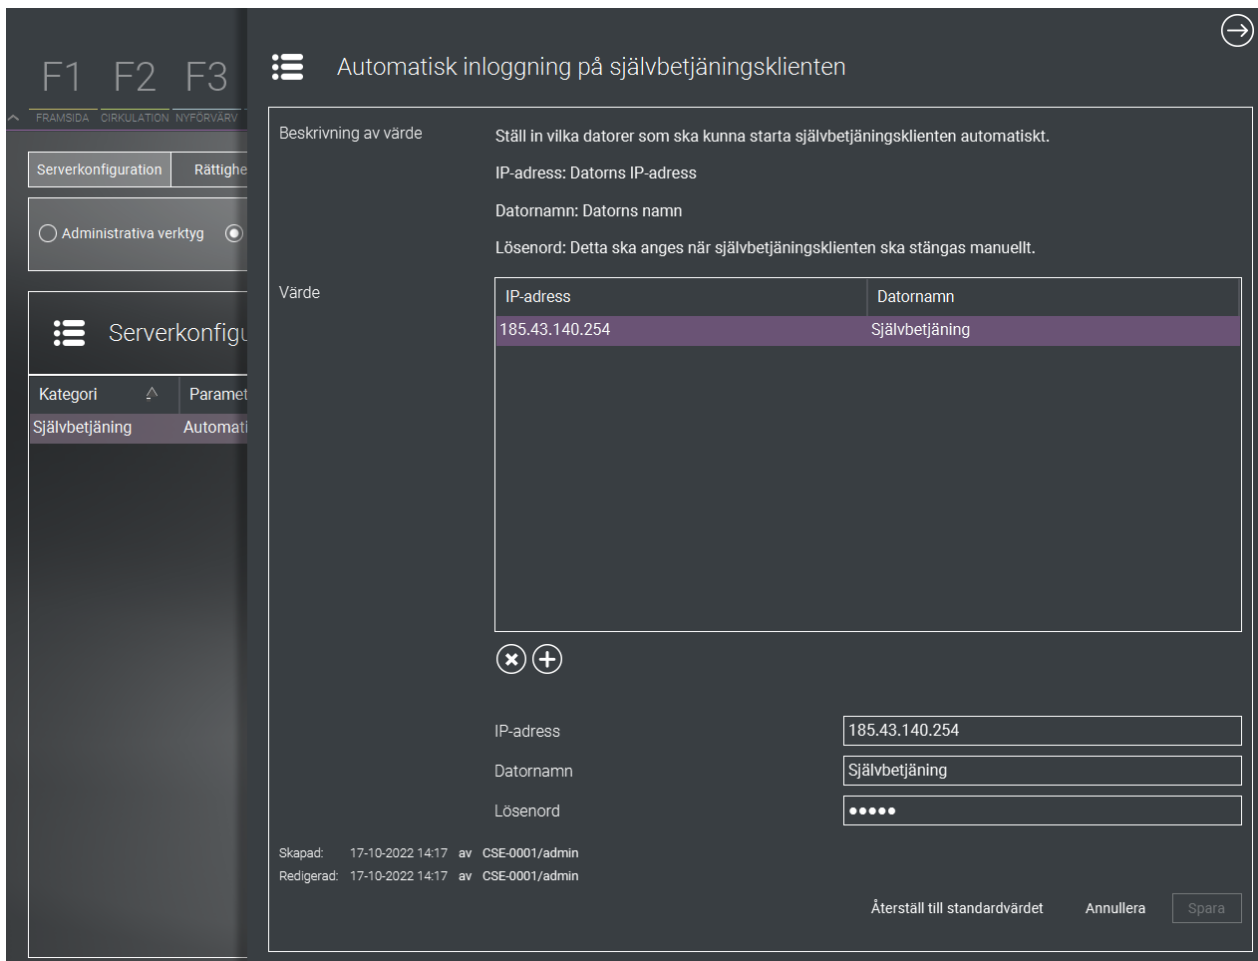 F1 F2 F3
FRAMSIDA CIRKULATION NYFÖRVÄRV
Serverkonfiguration
Administrativa verktyg
Kategori
Självbetjäning
Automatisk inloggning på självbetjäningsklienten
Beskrivning av värde
Ställ in vilka datorer som ska kunna starta självbetjäningsklienten automatiskt.
IP-adress: Datorns IP-adress
Datornamn: Datorns namn
Lösenord: Detta ska anges när självbetjäningsklienten ska stängas manuellt.
Värde
IP-adress Datornamn
185.43.140.254 Självbetjäning
IP-adress 185.43.140.254
Datornamn Självbetjäning
Lösenord •••••
Skapad: 17-10-2022 14:17 av CSE-0001/admin
Redigerad: 17-10-2022 14:17 av CSE-0001/admin
Återställ till standardvärdet Annullera Spara